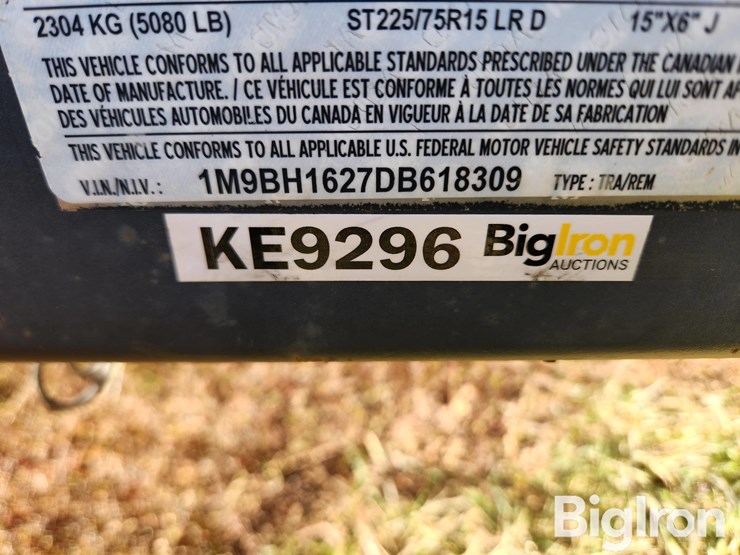 2304 KG (5080 LB) ST225/75R15 LR D 15"X6" J
THIS VEHICLE CONFORMS TO ALL APPLICABLE STANDARDS PRESCRIBED UNDER THE CANADIAN
DATE OF MANUFACTURE. / CE VÉHICULE EST CONFORME À TOUTES LES NORMES QUI LUI SONT AP
DES VÉHICULES AUTOMOBILES DU CANADA EN VIGUEUR À LA DATE DE SA FABRICATION
THIS VEHICLE CONFORMS TO ALL APPLICABLE U.S. FEDERAL MOTOR VEHICLE SAFETY STANDARDS IN
V.I.N./N.I.V.: 1M9BH1627DB618309 TYPE: TRA/REM
KE9296 BigIron
AUCTIONS
BigIron